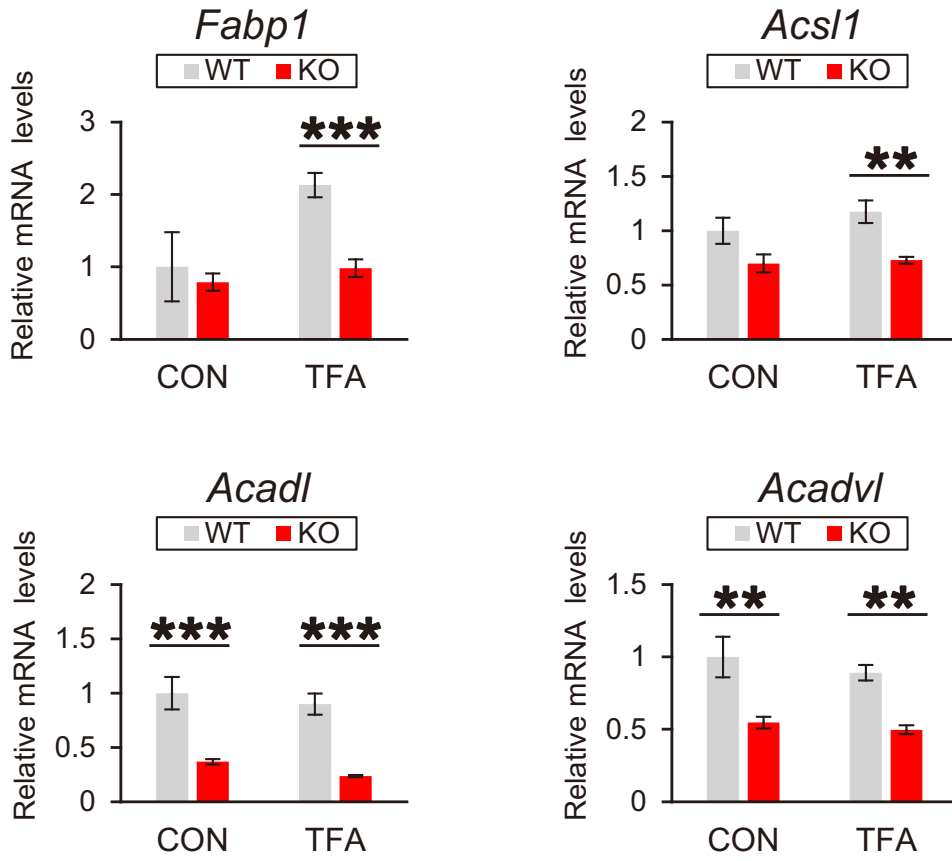 Fabp1
WT KO
Relative mRNA levels
3
***
2
1
0
CON TFA
Acsl1
WT KO
Relative mRNA levels
2
**
1.5
1
0.5
0
CON TFA
Acadl
WT KO
Relative mRNA levels
2
*** ***
1.5
1
0.5
0
CON TFA
Acadvl
WT KO
Relative mRNA levels
1.5
** **
1
0.5
0
CON TFA